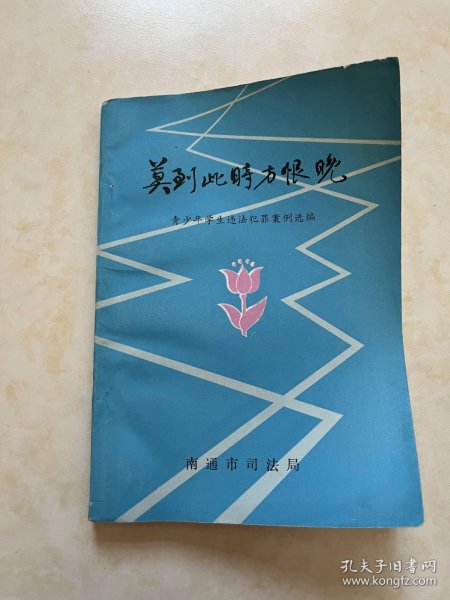 莫到此時方恨晚
青少年学生违法犯罪案例选编
南通市司法局
孔夫子旧书网
www.kongfz.com